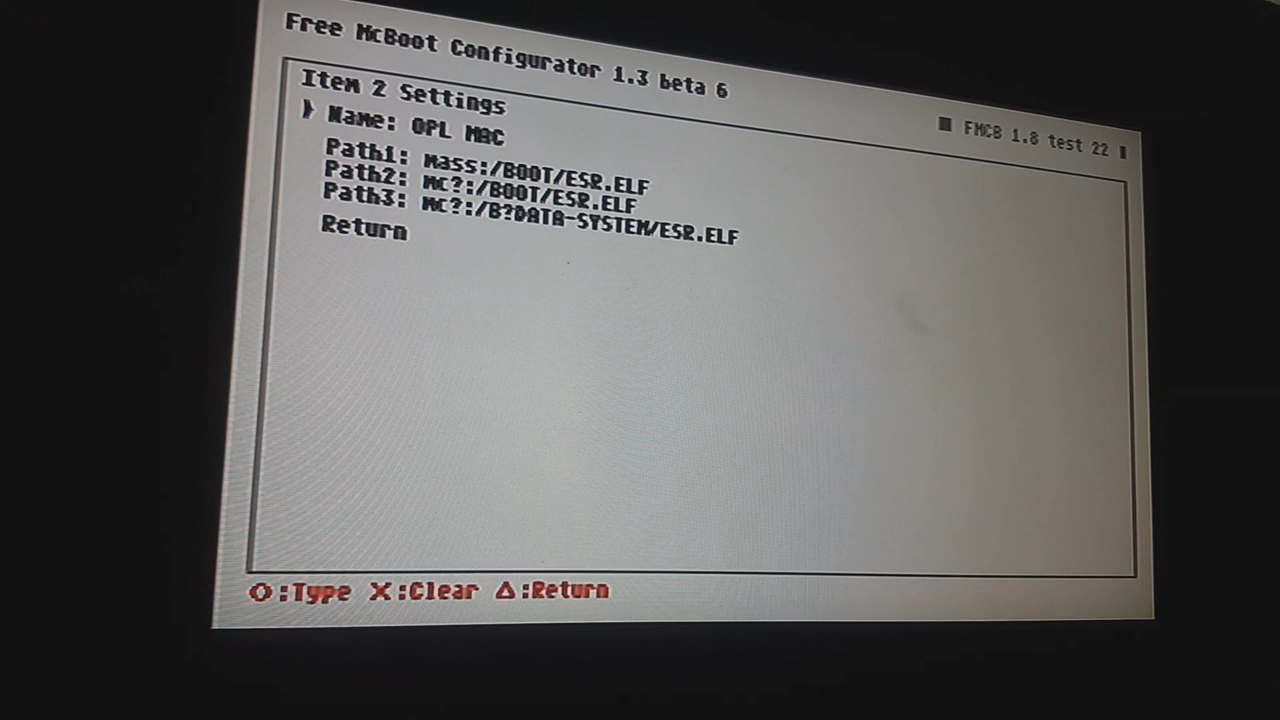 Free McBoot Configurator 1.3 beta 6
FMCB 1.8 test 22
Item 2 Settings
Name: OPL MBC
Path1: mass:/BOOT/ESR.ELF
Path2: mc?:/BOOT/ESR.ELF
Path3: mc?:/B?DATA-SYSTEM/ESR.ELF
Return
O:Type X:Clear Δ:Return